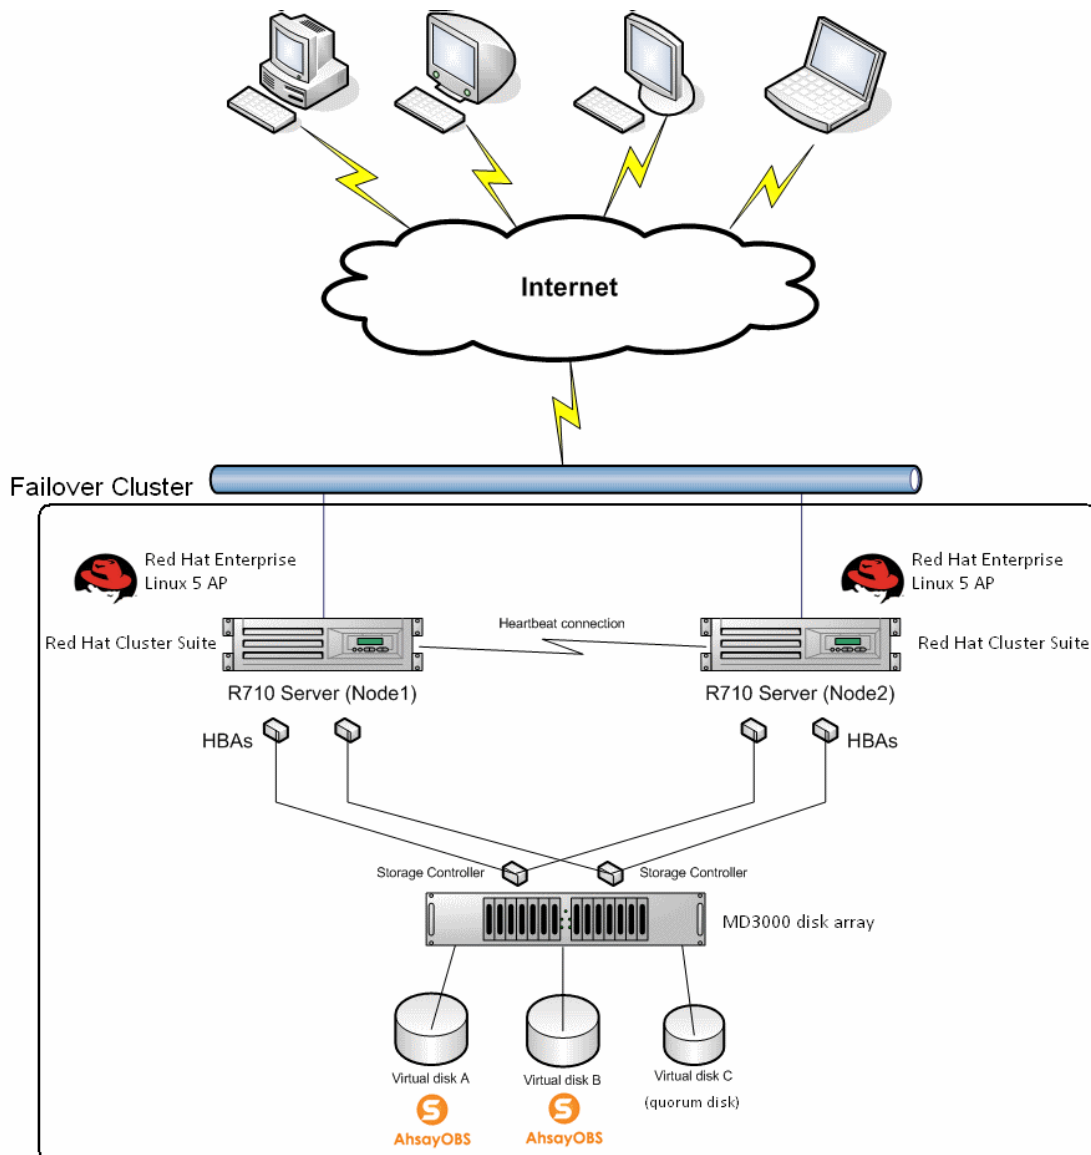 Internet
Failover Cluster
Red Hat Enterprise
Linux 5 AP
Red Hat Enterprise
Linux 5 AP
Red Hat Cluster Suite
Heartbeat connection
Red Hat Cluster Suite
R710 Server (Node1)
R710 Server (Node2)
HBAs
HBAs
Storage Controller
Storage Controller
MD3000 disk array
Virtual disk A
Virtual disk B
Virtual disk C
(quorum disk)
S
AhsayOBS
S
AhsayOBS